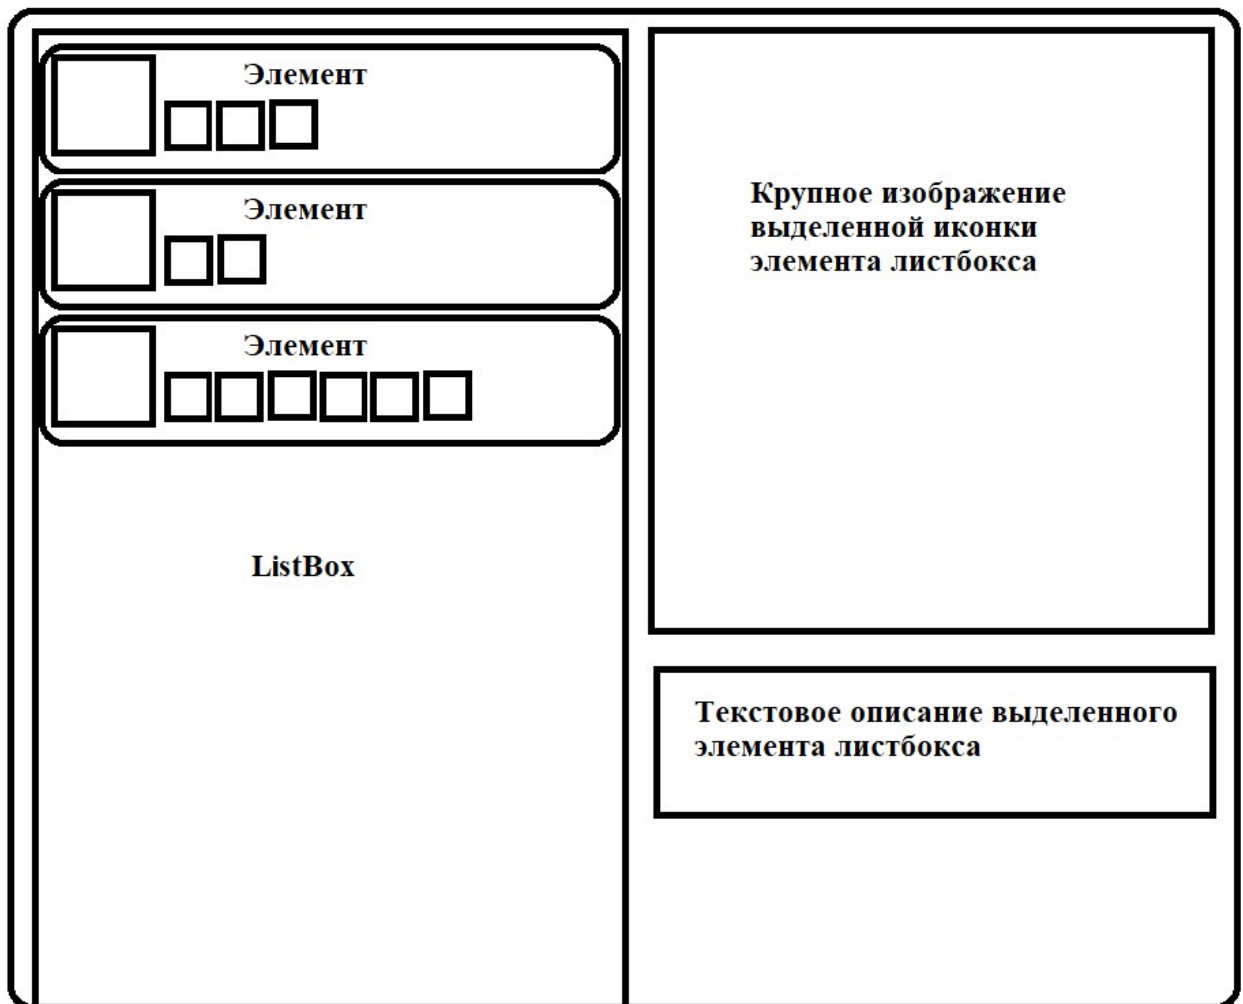 Элемент
Элемент
Элемент
ListBox
Крупное изображение
выделенной иконки
элемента листбокса
Текстовое описание выделенного
элемента листбокса